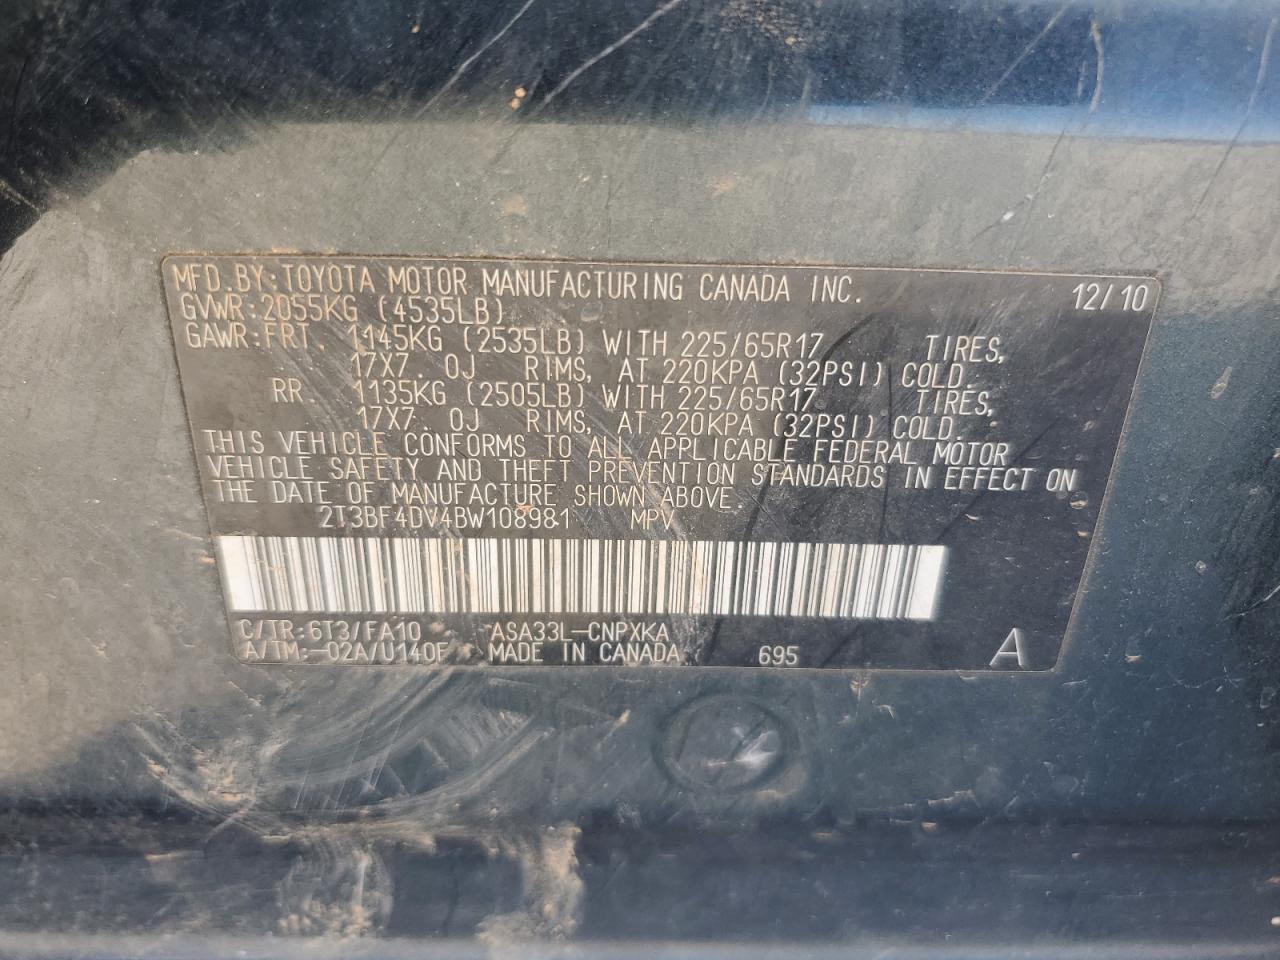 MFD.BY:TOYOTA MOTOR MANUFACTURING CANADA INC. 12/10
GVWR:2055KG (4535LB)
GAWR:FRT. 1145KG (2535LB) WITH 225/65R17 TIRES,
17X7.0J RIMS, AT 220KPA (32PSI) COLD.
RR. 1135KG (2505LB) WITH 225/65R17 TIRES,
17X7.0J RIMS, AT 220KPA (32PSI) COLD.
THIS VEHICLE CONFORMS TO ALL APPLICABLE FEDERAL MOTOR
VEHICLE SAFETY AND THEFT PREVENTION STANDARDS IN EFFECT ON
THE DATE OF MANUFACTURE SHOWN ABOVE.
2T3BF4DV4BW108981 MPV
C/TR:6T3/FA10 ASA33L-CNPXKA
A/TM:-02A/U140F MADE IN CANADA 695 A